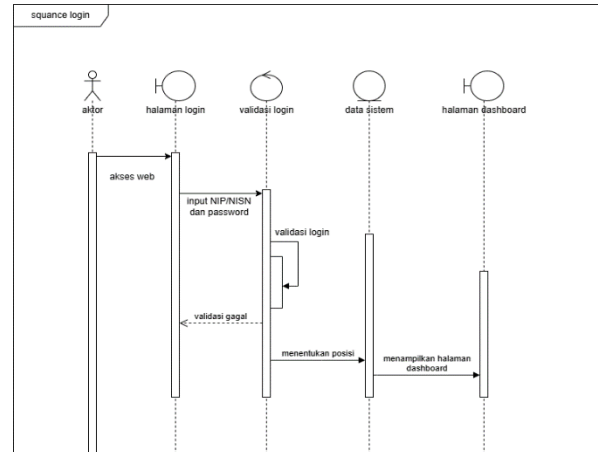 squance login
aktor
halaman login
validasi login
data sistem
halaman dashboard
akses web
input NIP/NISN
dan password
validasi login
validasi gagal
menentukan posisi
menampilkan halaman
dashboard